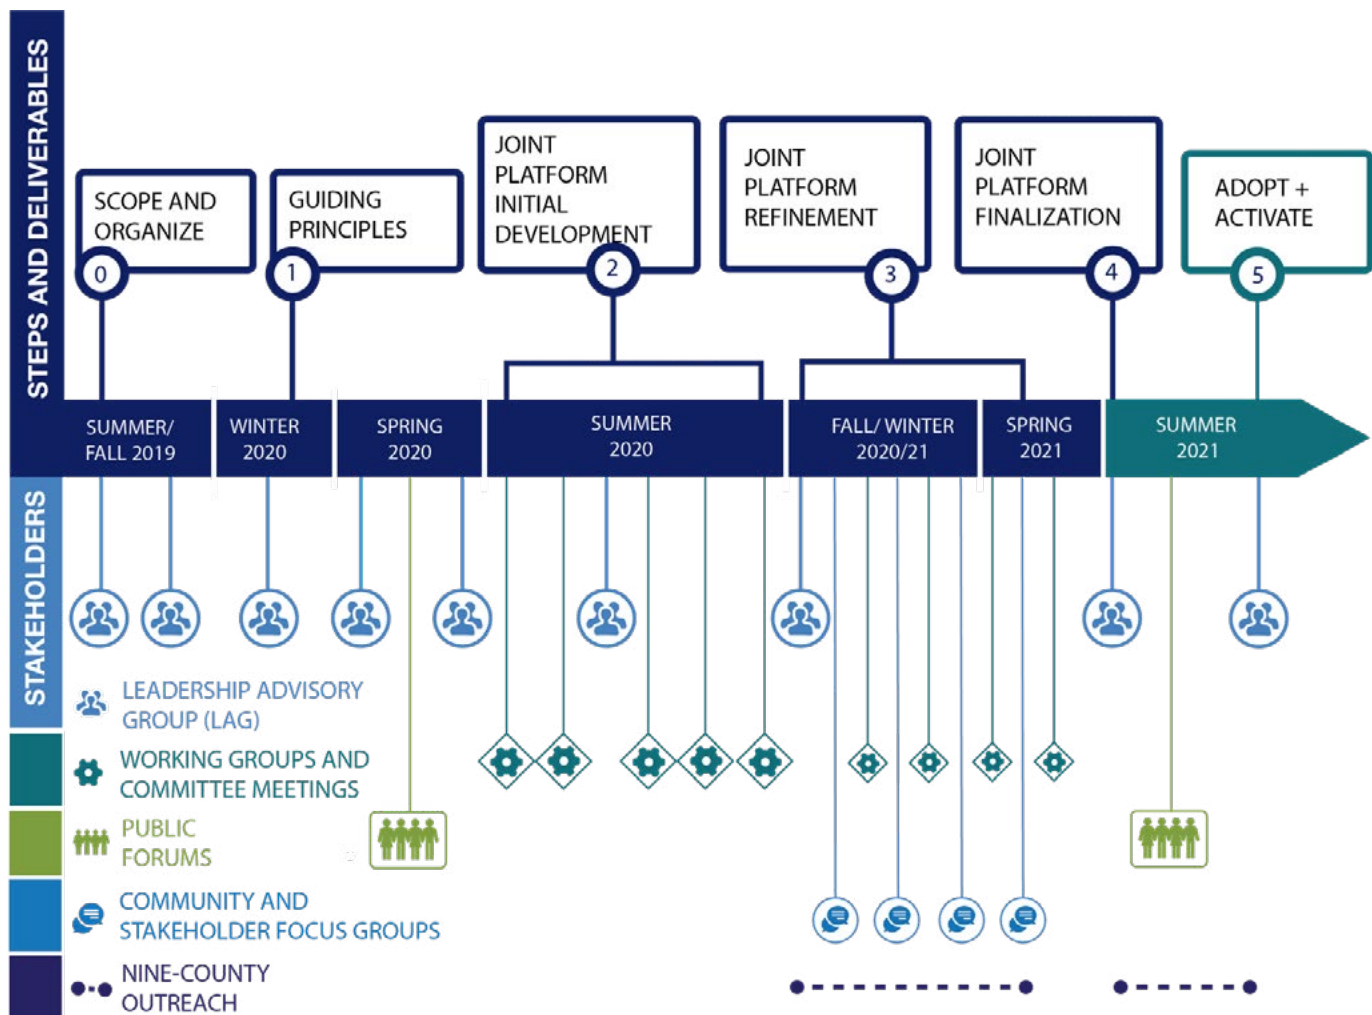 STEPS AND DELIVERABLES
SCOPE AND
ORGANIZE
0
GUIDING
PRINCIPLES
1
JOINT
PLATFORM
INITIAL
DEVELOPMENT
2
JOINT
PLATFORM
REFINEMENT
3
JOINT
PLATFORM
FINALIZATION
4
ADOPT +
ACTIVATE
5
SUMMER/
FALL 2019
WINTER
2020
SPRING
2020
SUMMER
2020
FALL/ WINTER
2020/21
SPRING
2021
SUMMER
2021
STAKEHOLDERS
LEADERSHIP ADVISORY
GROUP (LAG)
WORKING GROUPS AND
COMMITTEE MEETINGS
PUBLIC
FORUMS
COMMUNITY AND
STAKEHOLDER FOCUS GROUPS
NINE-COUNTY
OUTREACH